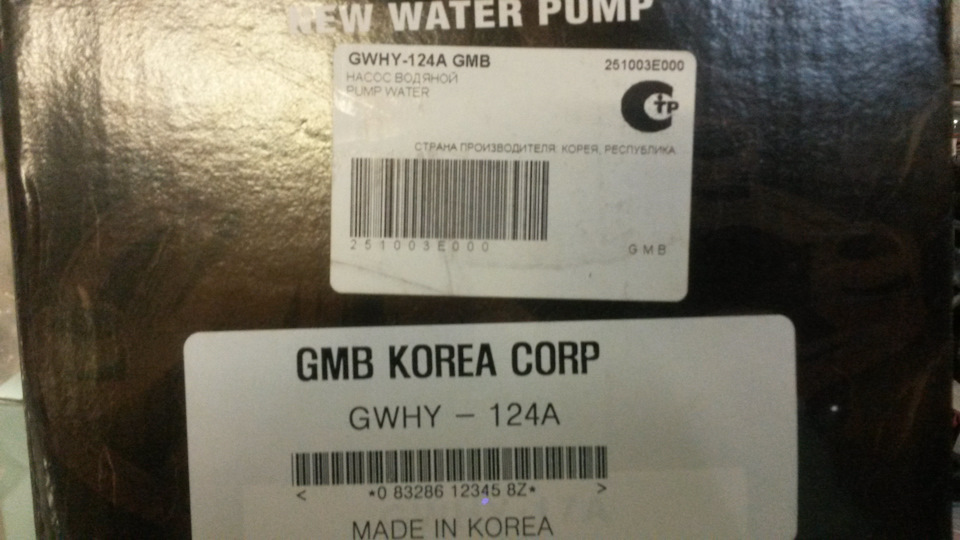 NEW WATER PUMP
GWHY-124A GMB 251003E000
НАСОС ВОДЯНОЙ
PUMP WATER
СТР
СТРАНА ПРОИЗВОДИТЕЛЯ: КОРЕЯ, РЕСПУБЛИКА
251003E000
GMB
GMB KOREA CORP
GWHY - 124A
< *0 83286 12345 8Z* >
MADE IN KOREA